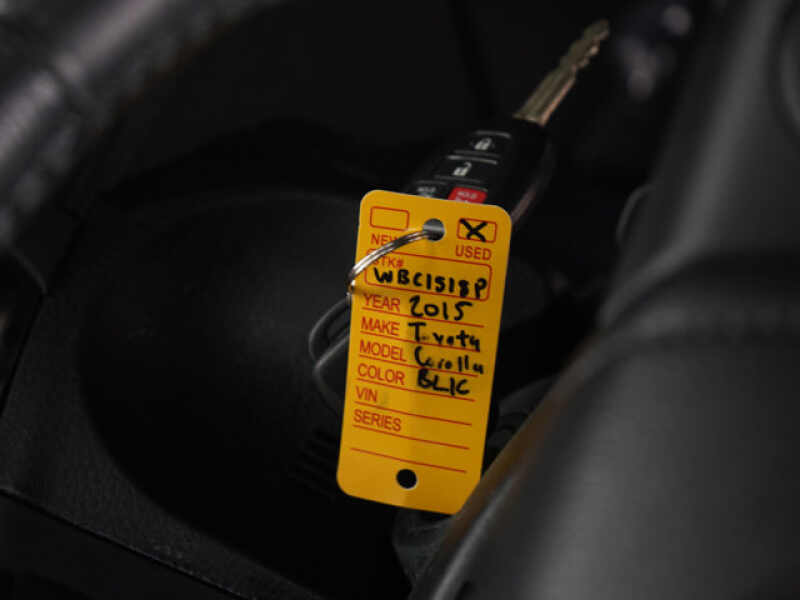 NEW USED
STK#
WBC1518P
YEAR 2015
MAKE Toyota
MODEL Corolla
COLOR BLK
VIN
SERIES